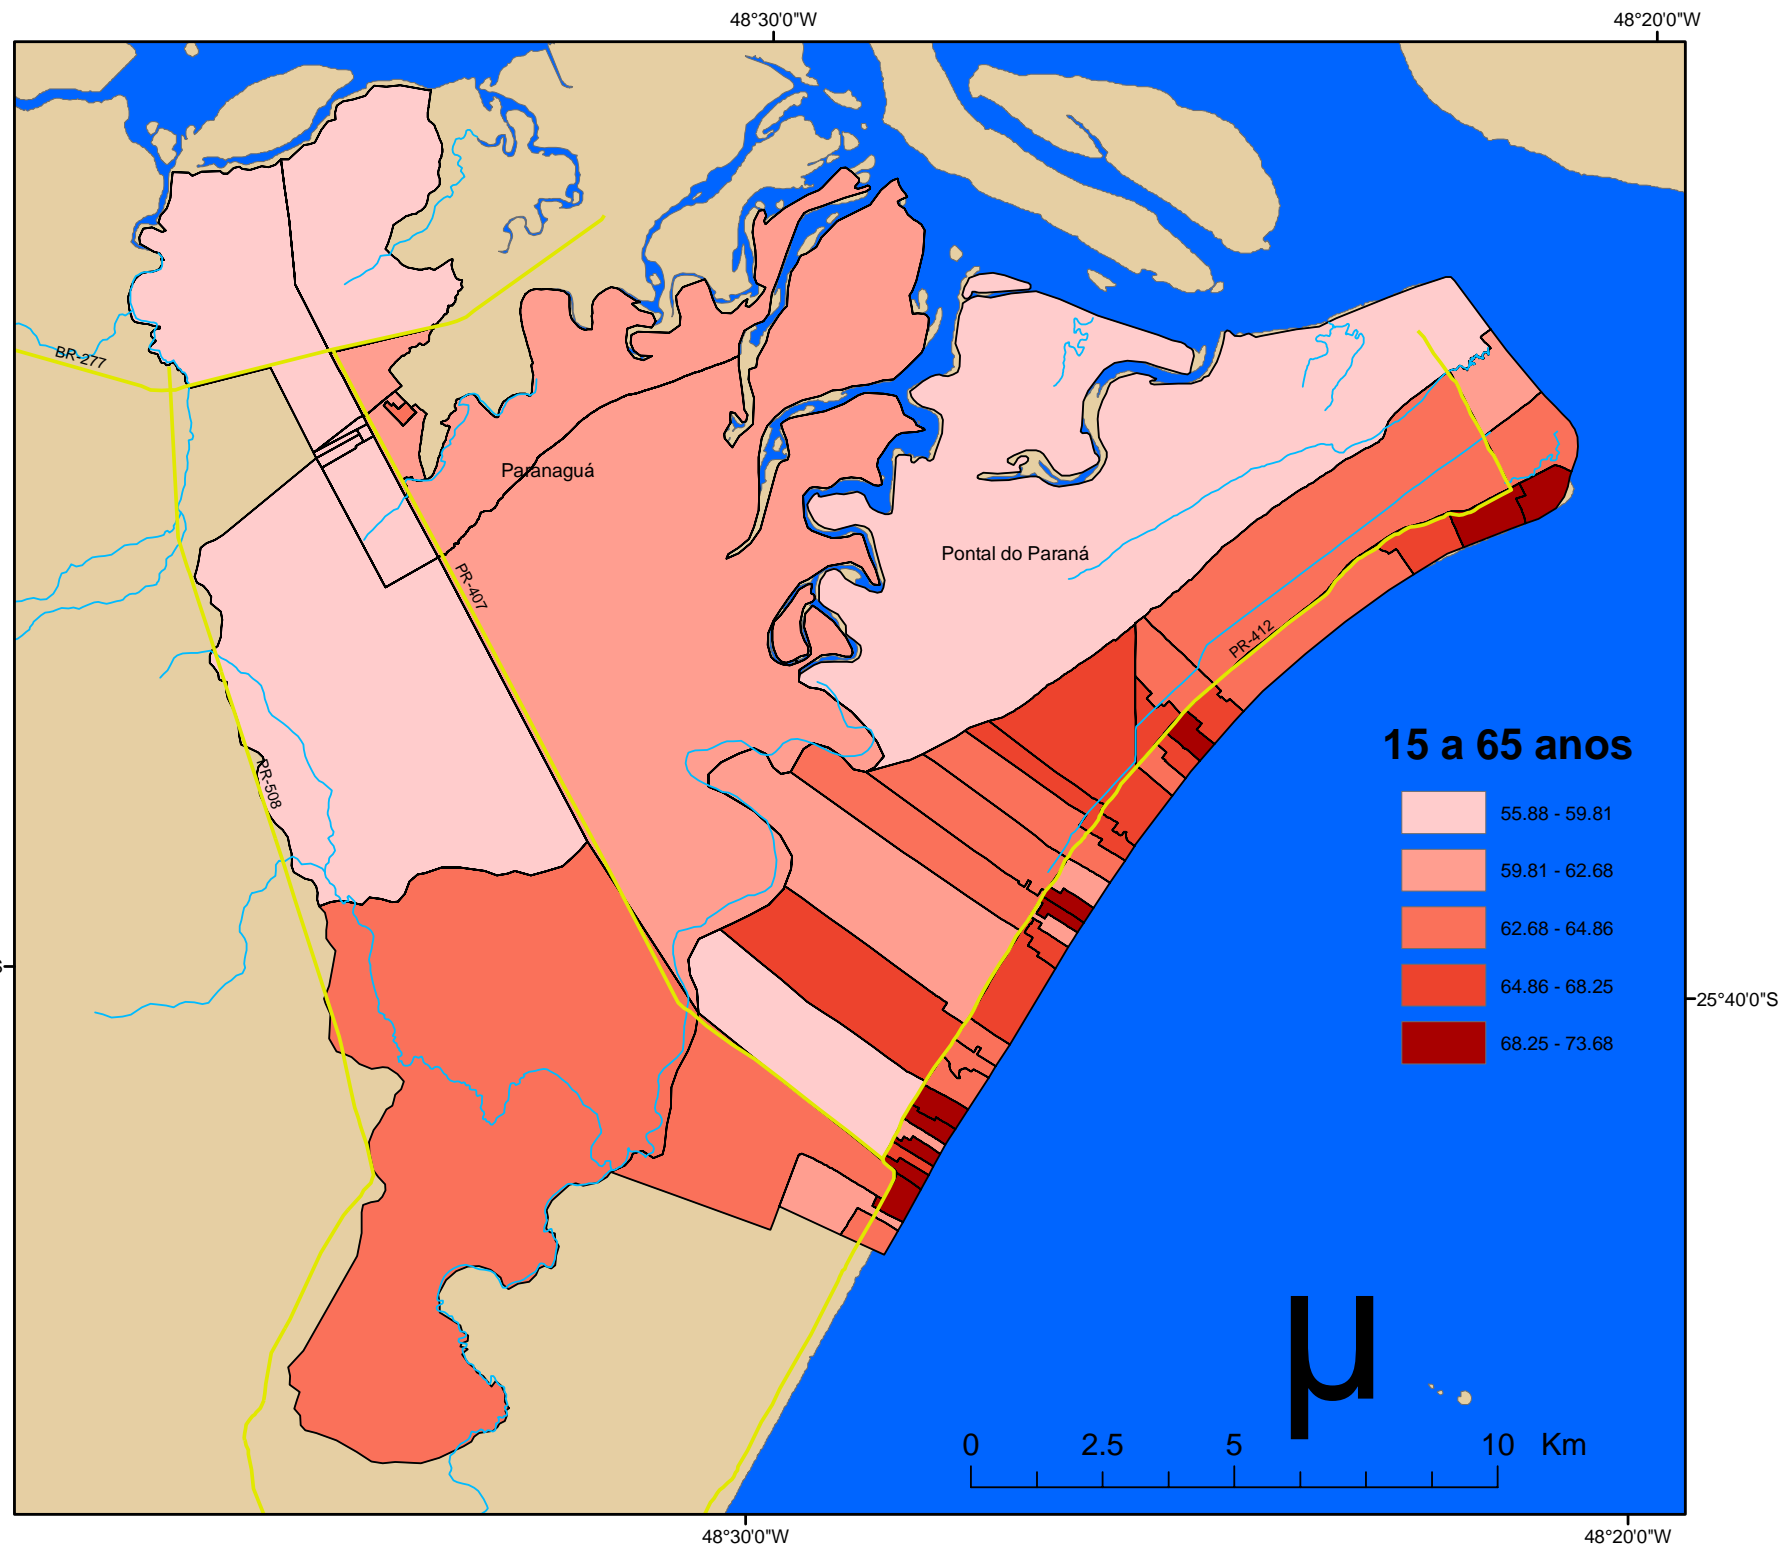 48°30'0"W
48°20'0"W
BR-277
Paranaguá
Pontal do Paraná
PR-407
PR-412
15 a 65 anos
PR-508
55.88 - 59.81
59.81 - 62.68
62.68 - 64.86
64.86 - 68.25
68.25 - 73.68
25°40'0"S
µ
0 2.5 5 10 Km
48°30'0"W
48°20'0"W